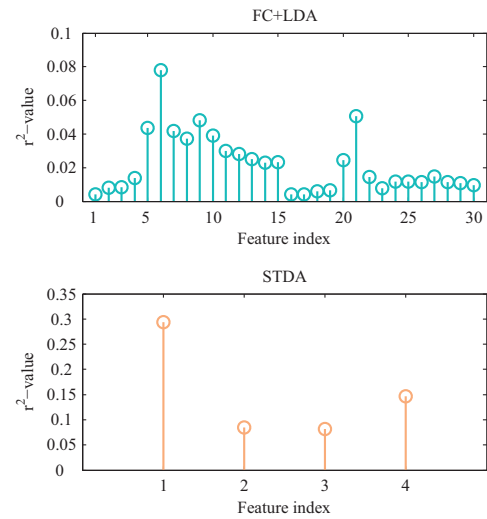 FC+LDA
0.1
0.08
0.06
0.04
0.02
0
r²−value
1 5 10 15 20 25 30
Feature index
STDA
0.35
0.3
0.25
0.2
0.15
0.1
0.05
0
r²−value
1 2 3 4
Feature index